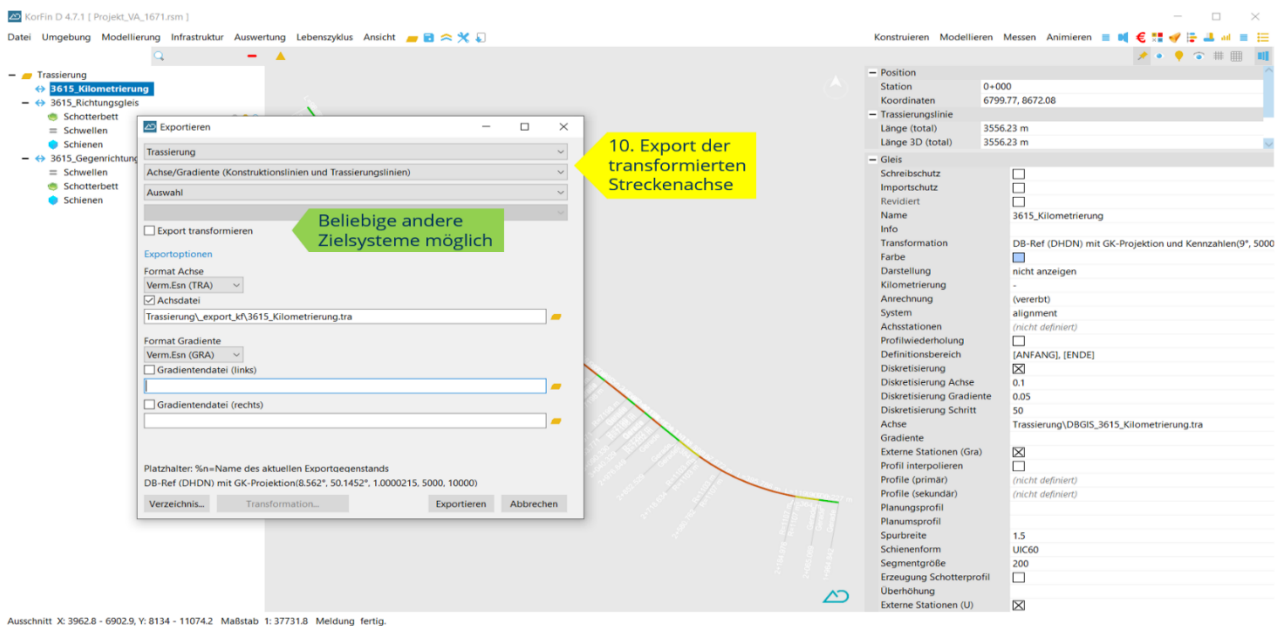 KorFin D 4.7.1 [ Projekt_VA_1671.rsm ]
Datei Umgebung Modellierung Infrastruktur Auswertung Lebenszyklus Ansicht
Konstruieren Modellieren Messen Animieren
Trassierung
3615_Kilometrierung
3615_Richtungsgleis
Schotterbett
Schwellen
Schienen
3615_Gegenrichtung
Schwellen
Schotterbett
Schienen
Exportieren
Trassierung
Achse/Gradiente (Konstruktionslinien und Trassierungslinien)
Auswahl
Export transformieren
Exportoptionen
Format Achse
Verm.Esn (TRA)
Achsdatei
Trassierung\_export_kf\3615_Kilometrierung.tra
Format Gradiente
Verm.Esn (GRA)
Gradientendatei (links)
Gradientendatei (rechts)
Platzhalter: %n=Name des aktuellen Exportgegenstands
DB-Ref (DHDN) mit GK-Projektion(8.562°, 50.1452°, 1.0000215, 5000, 10000)
Verzeichnis... Transformation... Exportieren Abbrechen
10. Export der
transformierten
Streckenachse
Beliebige andere
Zielsysteme möglich
Position
Station 0+000
Koordinaten 6799.77, 8672.08
Trassierungslinie
Länge (total) 3556.23 m
Länge 3D (total) 3556.23 m
Gleis
Schreibschutz
Importschutz
Revidiert
Name 3615_Kilometrierung
Info
Transformation DB-Ref (DHDN) mit GK-Projektion und Kennzahlen(9°, 5000
Farbe
Darstellung nicht anzeigen
Kilometrierung -
Anrechnung (vererbt)
System alignment
Achsstationen (nicht definiert)
Profilwiederholung
Definitionsbereich [ANFANG], [ENDE]
Diskretisierung
Diskretisierung Achse 0.1
Diskretisierung Gradiente 0.05
Diskretisierung Schritt 50
Achse Trassierung\DBGIS_3615_Kilometrierung.tra
Gradiente
Externe Stationen (Gra)
Profil interpolieren
Profile (primär) (nicht definiert)
Profile (sekundär) (nicht definiert)
Planungsprofil
Planumsprofil
Spurbreite 1.5
Schienenform UIC60
Segmentgröße 200
Erzeugung Schotterprofil
Überhöhung
Externe Stationen (U)
Ausschnitt X: 3962.8 - 6902.9, Y: 8134 - 11074.2 Maßstab 1: 37731.8 Meldung fertig.